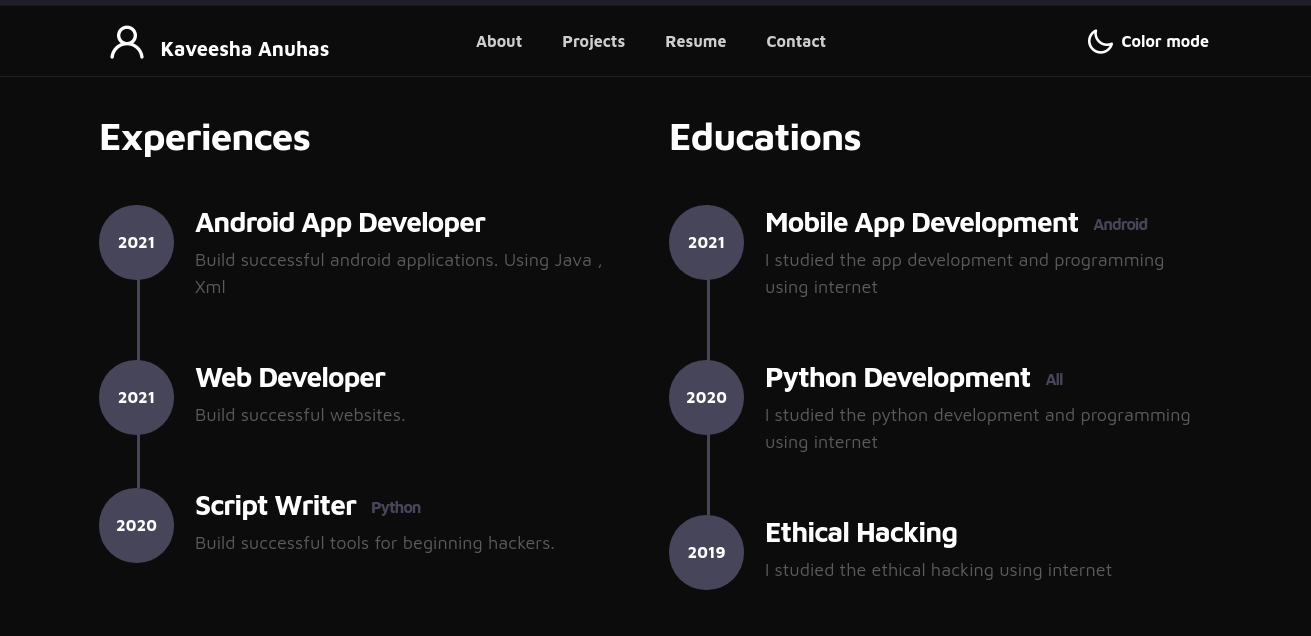 Kaveesha Anuhas
About Projects Resume Contact
Color mode
Experiences
2021
Android App Developer
Build successful android applications. Using Java ,
Xml
2021
Web Developer
Build successful websites.
2020
Script Writer Python
Build successful tools for beginning hackers.
Educations
2021
Mobile App Development Android
I studied the app development and programming
using internet
2020
Python Development All
I studied the python development and programming
using internet
2019
Ethical Hacking
I studied the ethical hacking using internet